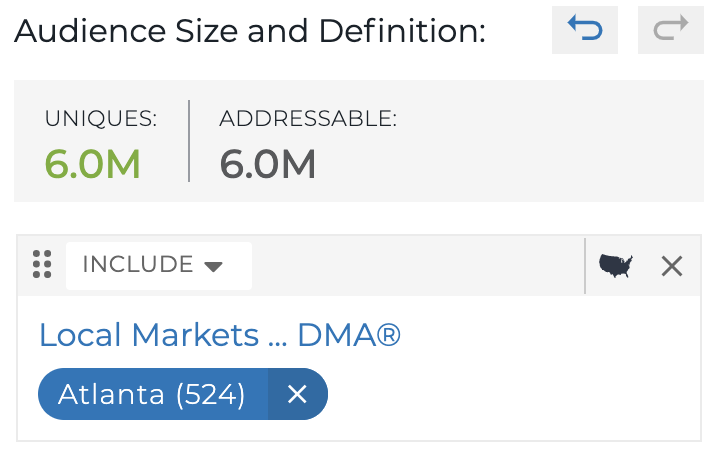 Audience Size and Definition:
UNIQUES:
6.0M
ADDRESSABLE:
6.0M
INCLUDE
Local Markets ... DMA®
Atlanta (524)